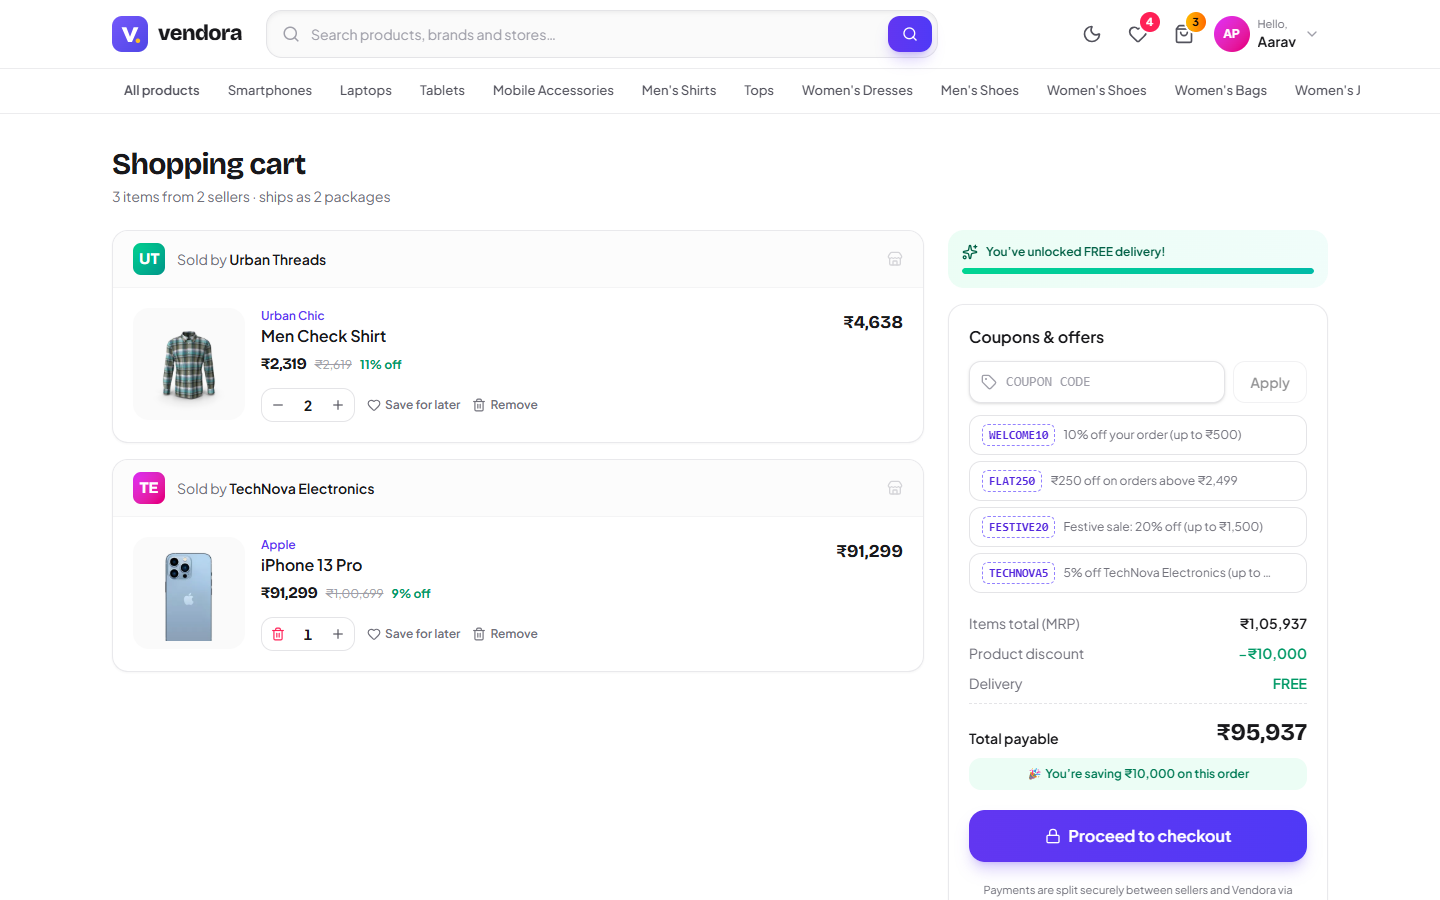 V. vendora
Search products, brands and stores...
4
3
AP
Hello,
Aarav
All products Smartphones Laptops Tablets Mobile Accessories Men's Shirts Tops Women's Dresses Men's Shoes Women's Shoes Women's Bags Women's J
Shopping cart
3 items from 2 sellers · ships as 2 packages
UT Sold by Urban Threads
Urban Chic
Men Check Shirt
₹2,319 ₹2,619 11% off
₹4,638
− 2 + Save for later Remove
TE Sold by TechNova Electronics
Apple
iPhone 13 Pro
₹91,299 ₹1,00,699 9% off
₹91,299
1 + Save for later Remove
You've unlocked FREE delivery!
Coupons & offers
COUPON CODE Apply
WELCOME10 10% off your order (up to ₹500)
FLAT250 ₹250 off on orders above ₹2,499
FESTIVE20 Festive sale: 20% off (up to ₹1,500)
TECHNOVA5 5% off TechNova Electronics (up to ...
Items total (MRP) ₹1,05,937
Product discount −₹10,000
Delivery FREE
Total payable ₹95,937
🎉 You're saving ₹10,000 on this order
Proceed to checkout
Payments are split securely between sellers and Vendora via